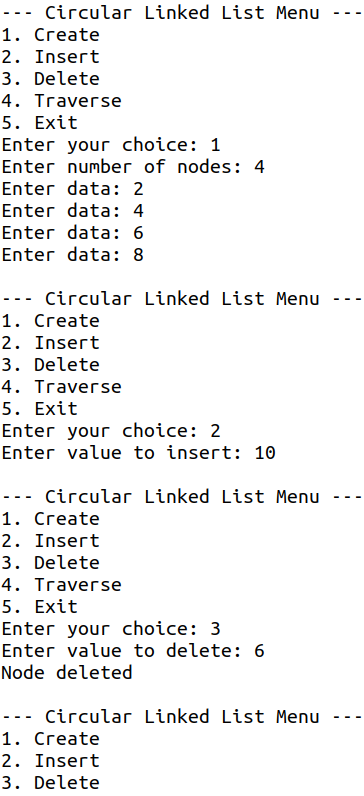 --- Circular Linked List Menu ---
1. Create
2. Insert
3. Delete
4. Traverse
5. Exit
Enter your choice: 1
Enter number of nodes: 4
Enter data: 2
Enter data: 4
Enter data: 6
Enter data: 8

--- Circular Linked List Menu ---
1. Create
2. Insert
3. Delete
4. Traverse
5. Exit
Enter your choice: 2
Enter value to insert: 10

--- Circular Linked List Menu ---
1. Create
2. Insert
3. Delete
4. Traverse
5. Exit
Enter your choice: 3
Enter value to delete: 6
Node deleted

--- Circular Linked List Menu ---
1. Create
2. Insert
3. Delete